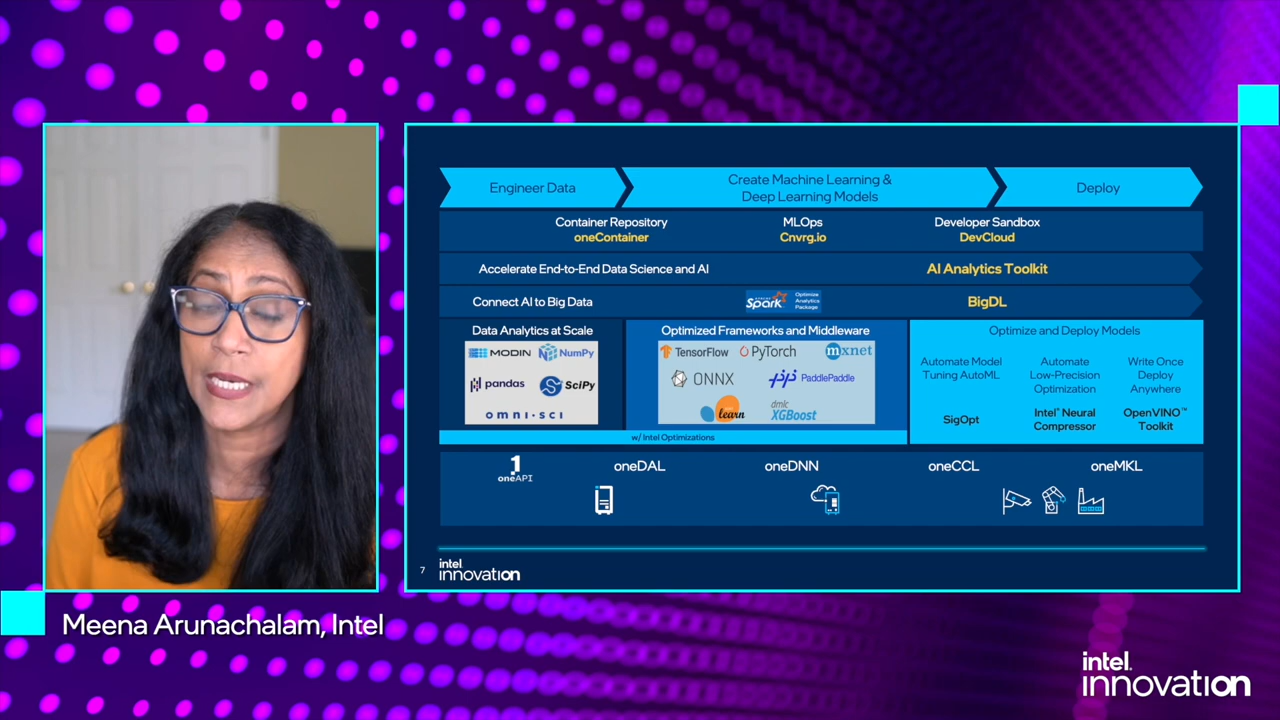 Engineer Data
Create Machine Learning &
Deep Learning Models
Deploy
Container Repository
oneContainer
MLOps
Cnvrg.io
Developer Sandbox
DevCloud
Accelerate End-to-End Data Science and AI
AI Analytics Toolkit
Connect AI to Big Data
APACHE
Spark
Optimize
Analytics
Package
BigDL
Data Analytics at Scale
MODIN
NumPy
pandas
SciPy
omni·sci
Optimized Frameworks and Middleware
TensorFlow
PyTorch
mxnet
ONNX
PaddlePaddle
learn
dmlc
XGBoost
w/ Intel Optimizations
Optimize and Deploy Models
Automate Model
Tuning AutoML
SigOpt
Automate
Low-Precision
Optimization
Intel® Neural
Compressor
Write Once
Deploy
Anywhere
OpenVINO™
Toolkit
1
oneAPI
oneDAL
oneDNN
oneCCL
oneMKL
7
intel.
innovation
Meena Arunachalam, Intel
intel.
innovation